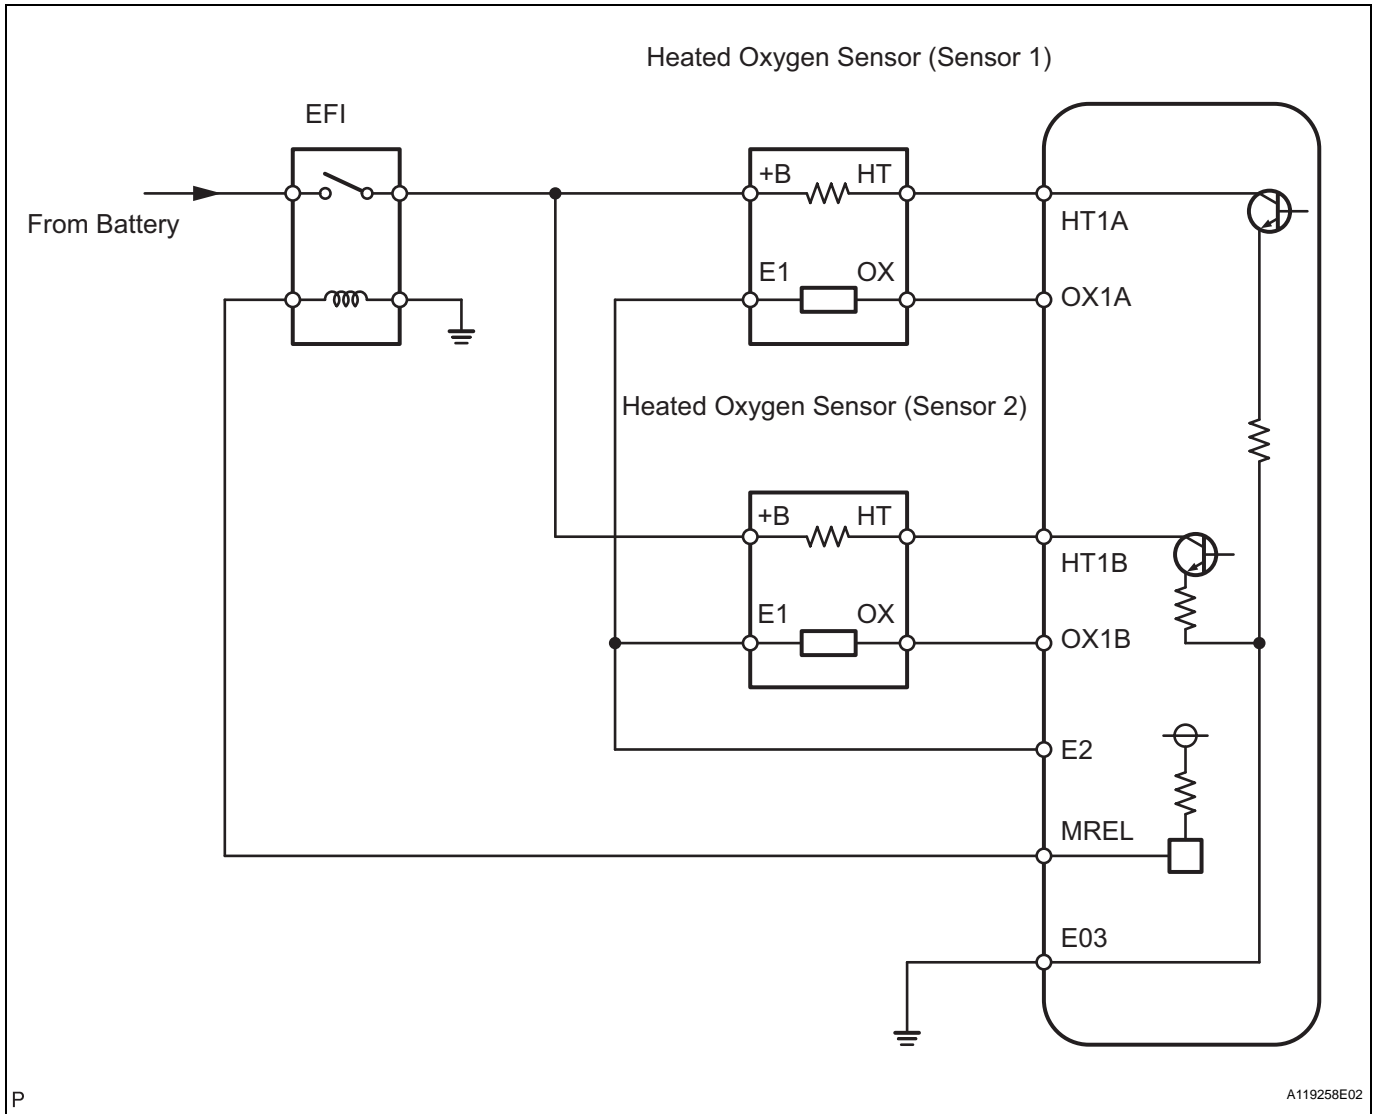 Heated Oxygen Sensor (Sensor 1)
EFI
+B HT
From Battery
HT1A
E1 OX
OX1A
Heated Oxygen Sensor (Sensor 2)
+B HT
HT1B
E1 OX
OX1B
E2
MREL
E03
P
A119258E02